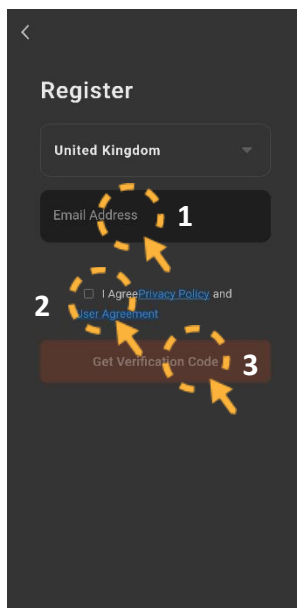 Register
United Kingdom
Email Address 1
2 I AgreePrivacy Policy and
User Agreement
Get Verification Code 3